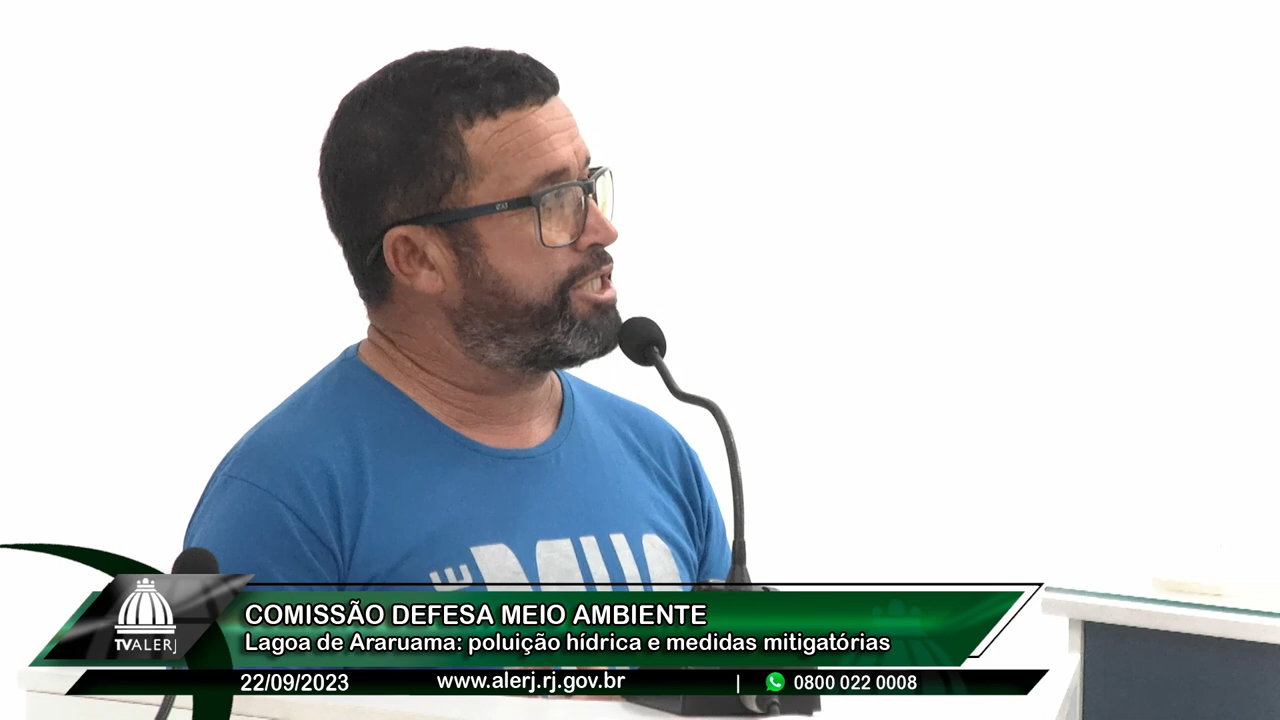 COMISSÃO DEFESA MEIO AMBIENTE
Lagoa de Araruama: poluição hídrica e medidas mitigatórias
TVALERJ
22/09/2023 www.alerj.rj.gov.br | 0800 022 0008